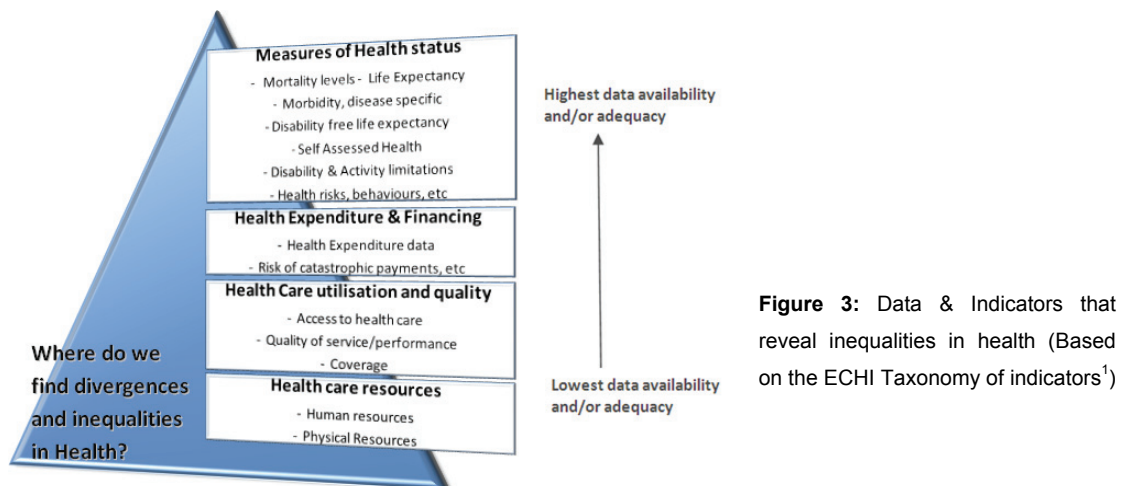 Measures of Health status
- Mortality levels - Life Expectancy
- Morbidity, disease specific
- Disability free life expectancy
- Self Assessed Health
- Disability & Activity limitations
- Health risks, behaviours, etc
Health Expenditure & Financing
- Health Expenditure data
- Risk of catastrophic payments, etc
Health Care utilisation and quality
- Access to health care
- Quality of service/performance
- Coverage
Health care resources
- Human resources
- Physical Resources
Where do we
find divergences
and inequalities
in Health?
Highest data availability
and/or adequacy
Lowest data availability
and/or adequacy
Figure 3: Data & Indicators that
reveal inequalities in health (Based
on the ECHI Taxonomy of indicators¹)